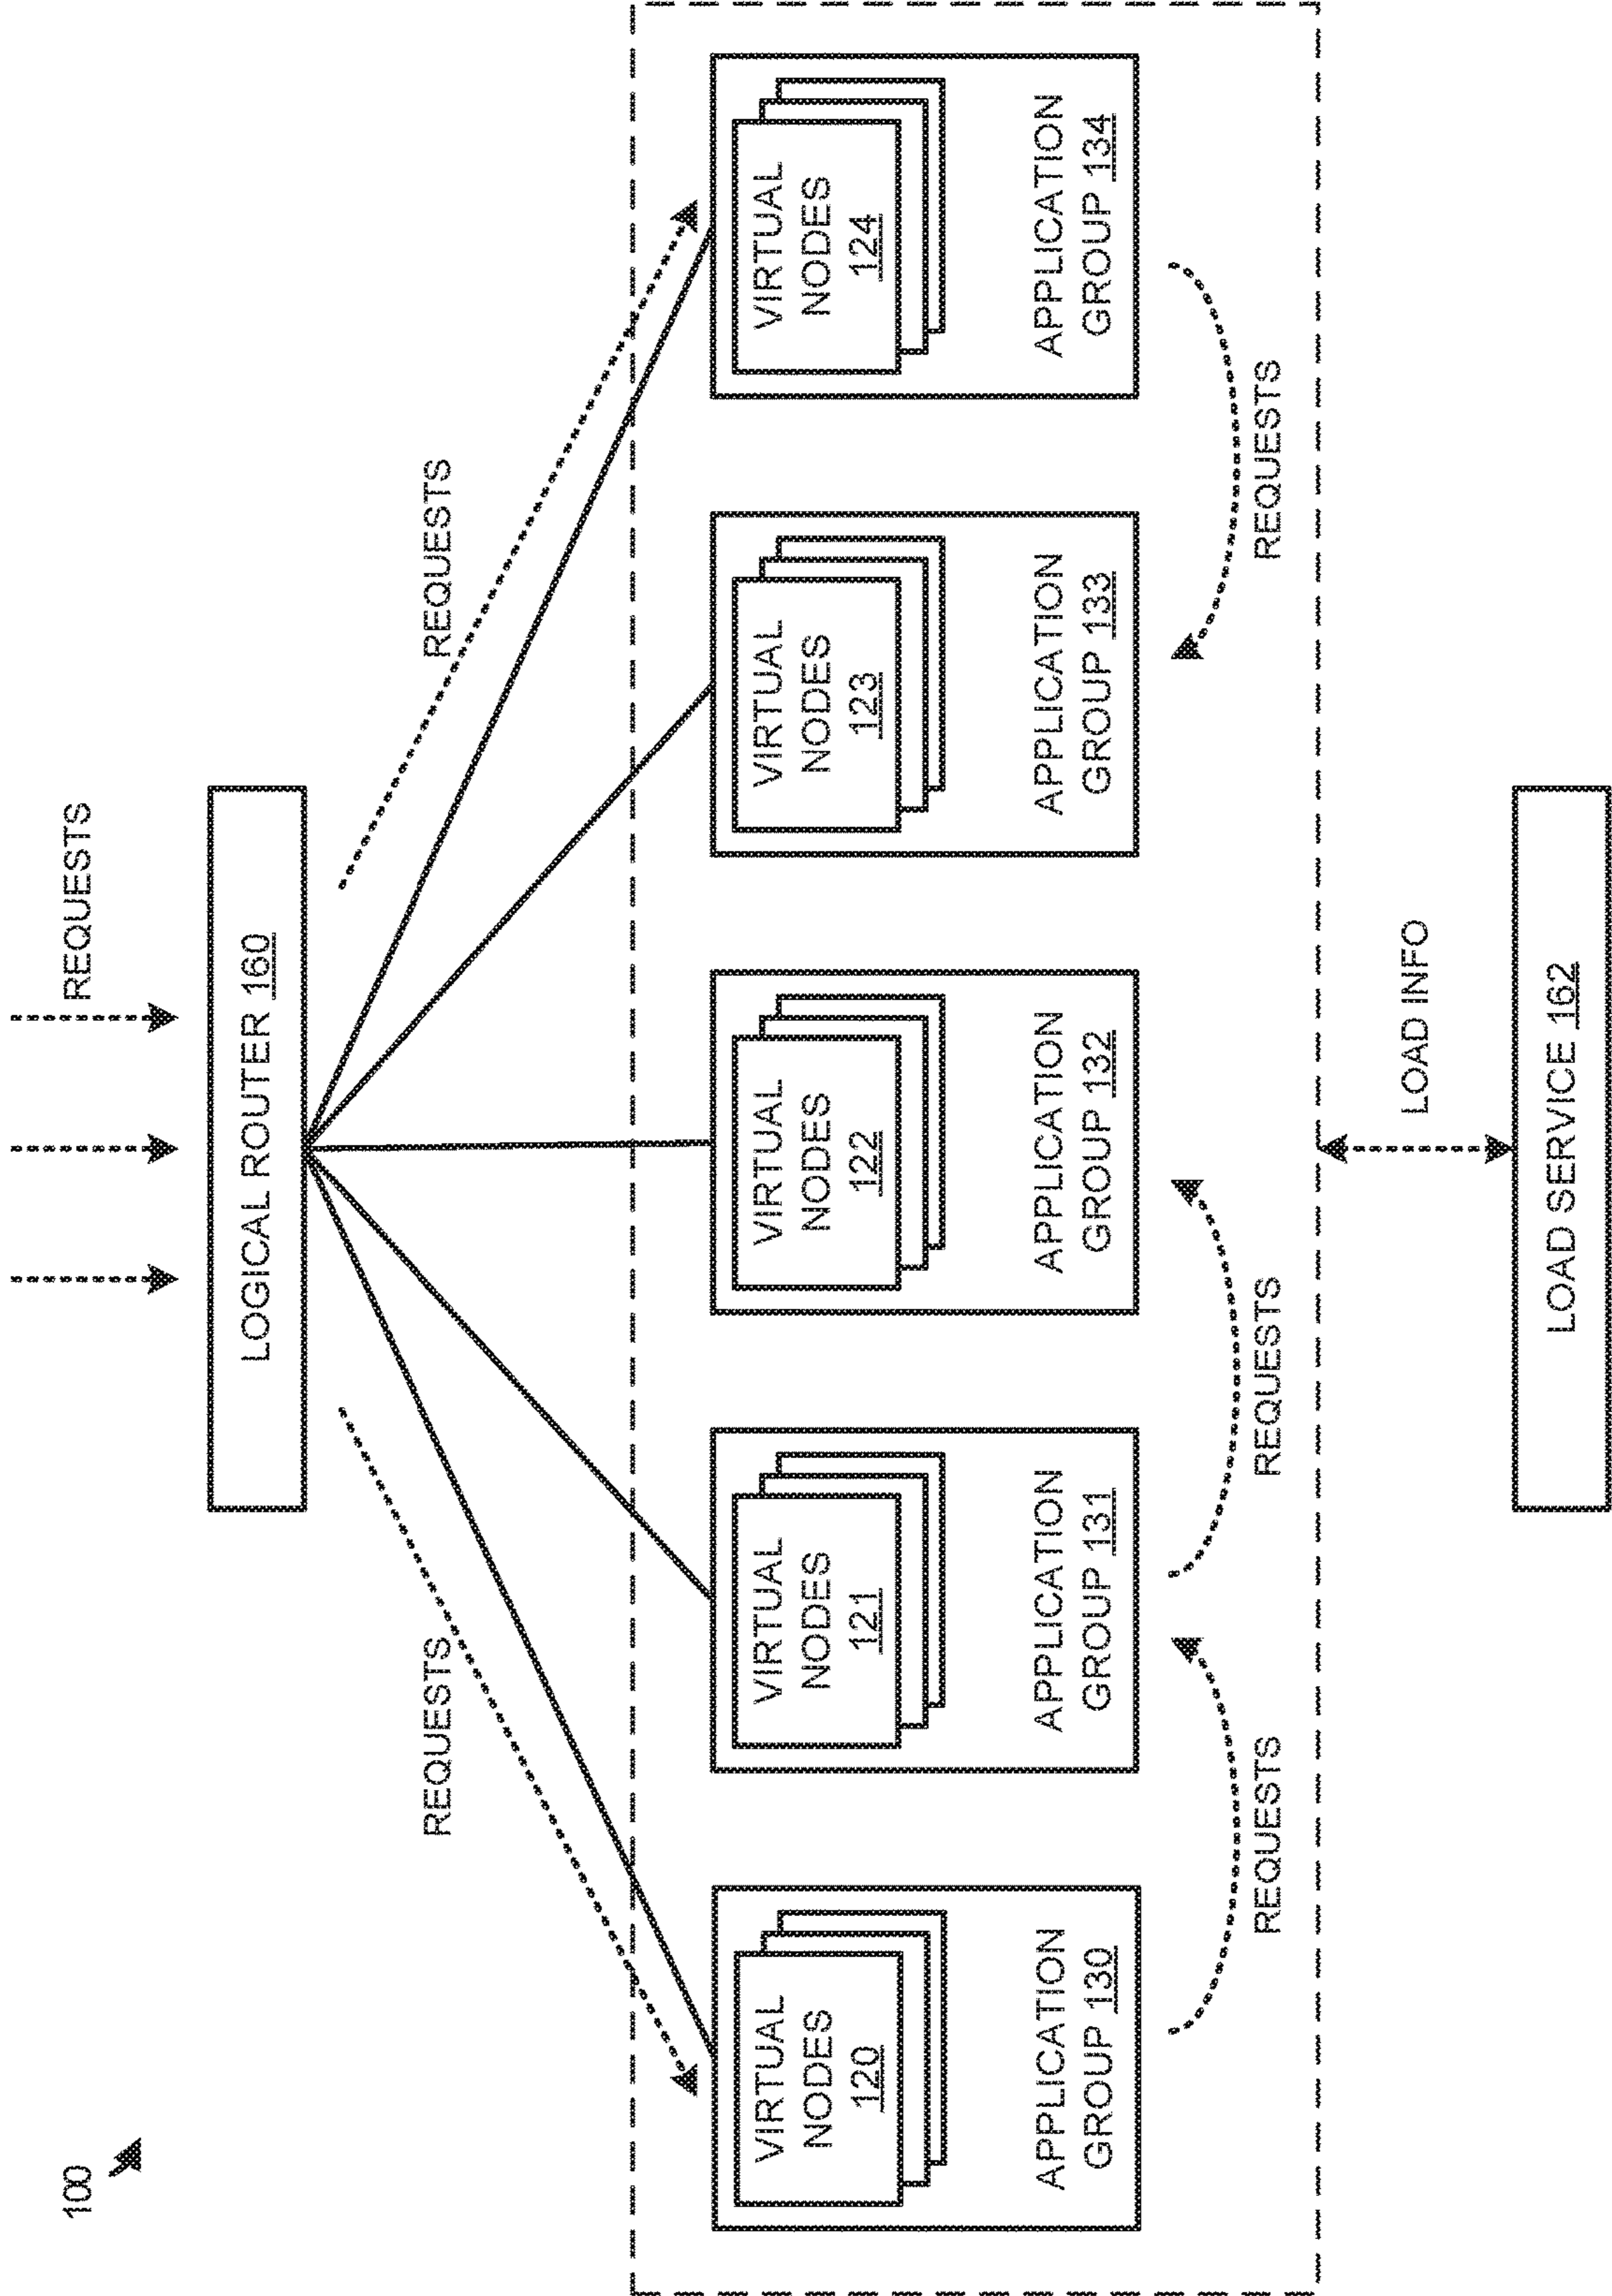 100
REQUESTS
LOGICAL ROUTER 160
REQUESTS
REQUESTS
VIRTUAL
NODES
120
APPLICATION
GROUP 130
VIRTUAL
NODES
121
APPLICATION
GROUP 131
VIRTUAL
NODES
122
APPLICATION
GROUP 132
VIRTUAL
NODES
123
APPLICATION
GROUP 133
VIRTUAL
NODES
124
APPLICATION
GROUP 134
REQUESTS
REQUESTS
REQUESTS
LOAD INFO
LOAD SERVICE 162